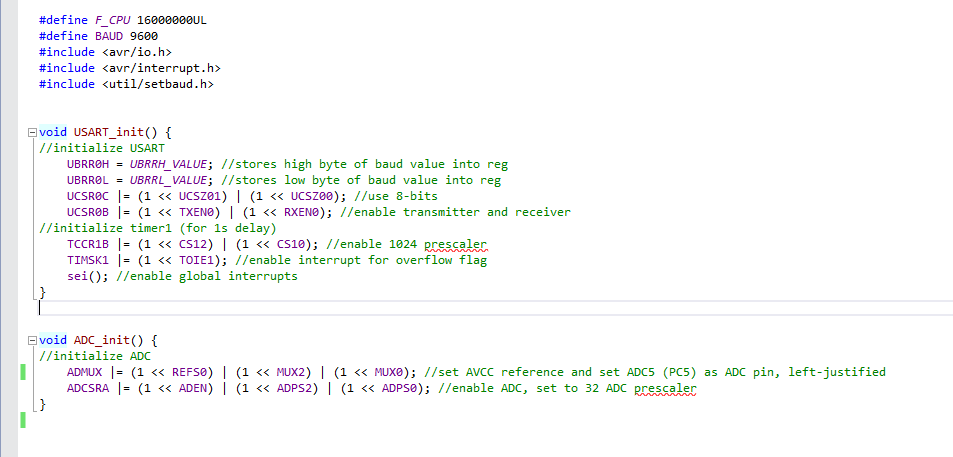 #define F_CPU 16000000UL
#define BAUD 9600
#include <avr/io.h>
#include <avr/interrupt.h>
#include <util/setbaud.h>
void USART_init() {
//initialize USART
UBRR0H = UBRRH_VALUE; //stores high byte of baud value into reg
UBRR0L = UBRRL_VALUE; //stores low byte of baud value into reg
UCSR0C |= (1 << UCSZ01) | (1 << UCSZ00); //use 8-bits
UCSR0B |= (1 << TXEN0) | (1 << RXEN0); //enable transmitter and receiver
//initialize timer1 (for 1s delay)
TCCR1B |= (1 << CS12) | (1 << CS10); //enable 1024 prescaler
TIMSK1 |= (1 << TOIE1); //enable interrupt for overflow flag
sei(); //enable global interrupts
}
void ADC_init() {
//initialize ADC
ADMUX |= (1 << REFS0) | (1 << MUX2) | (1 << MUX0); //set AVCC reference and set ADC5 (PC5) as ADC pin, left-justified
ADCSRA |= (1 << ADEN) | (1 << ADPS2) | (1 << ADPS0); //enable ADC, set to 32 ADC prescaler
}